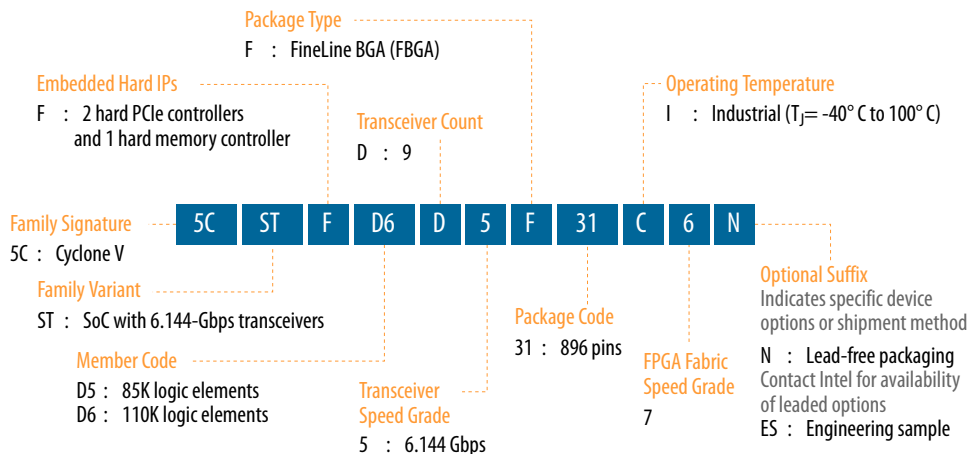 Package Type
F : FineLine BGA (FBGA)
Embedded Hard IPs
F : 2 hard PCIe controllers
and 1 hard memory controller
Transceiver Count
D : 9
Operating Temperature
I : Industrial (TJ= -40° C to 100° C)
5C ST F D6 D 5 F 31 C 6 N
Family Signature
5C : Cyclone V
Family Variant
ST : SoC with 6.144-Gbps transceivers
Member Code
D5 : 85K logic elements
D6 : 110K logic elements
Transceiver
Speed Grade
5 : 6.144 Gbps
Package Code
31 : 896 pins
FPGA Fabric
Speed Grade
7
Optional Suffix
Indicates specific device
options or shipment method
N : Lead-free packaging
Contact Intel for availability
of leaded options
ES : Engineering sample